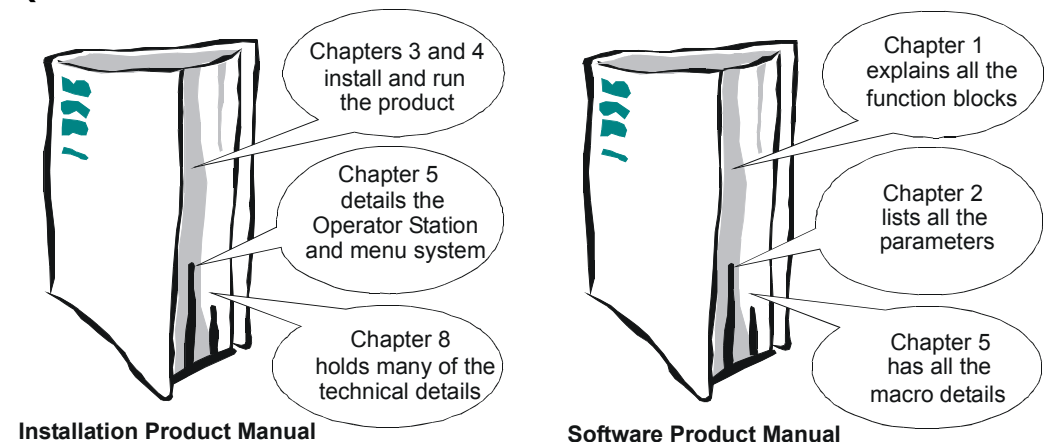 Chapters 3 and 4
install and run
the product
Chapter 5
details the
Operator Station
and menu system
Chapter 8
holds many of the
technical details
Installation Product Manual
Chapter 1
explains all the
function blocks
Chapter 2
lists all the
parameters
Chapter 5
has all the
macro details
Software Product Manual